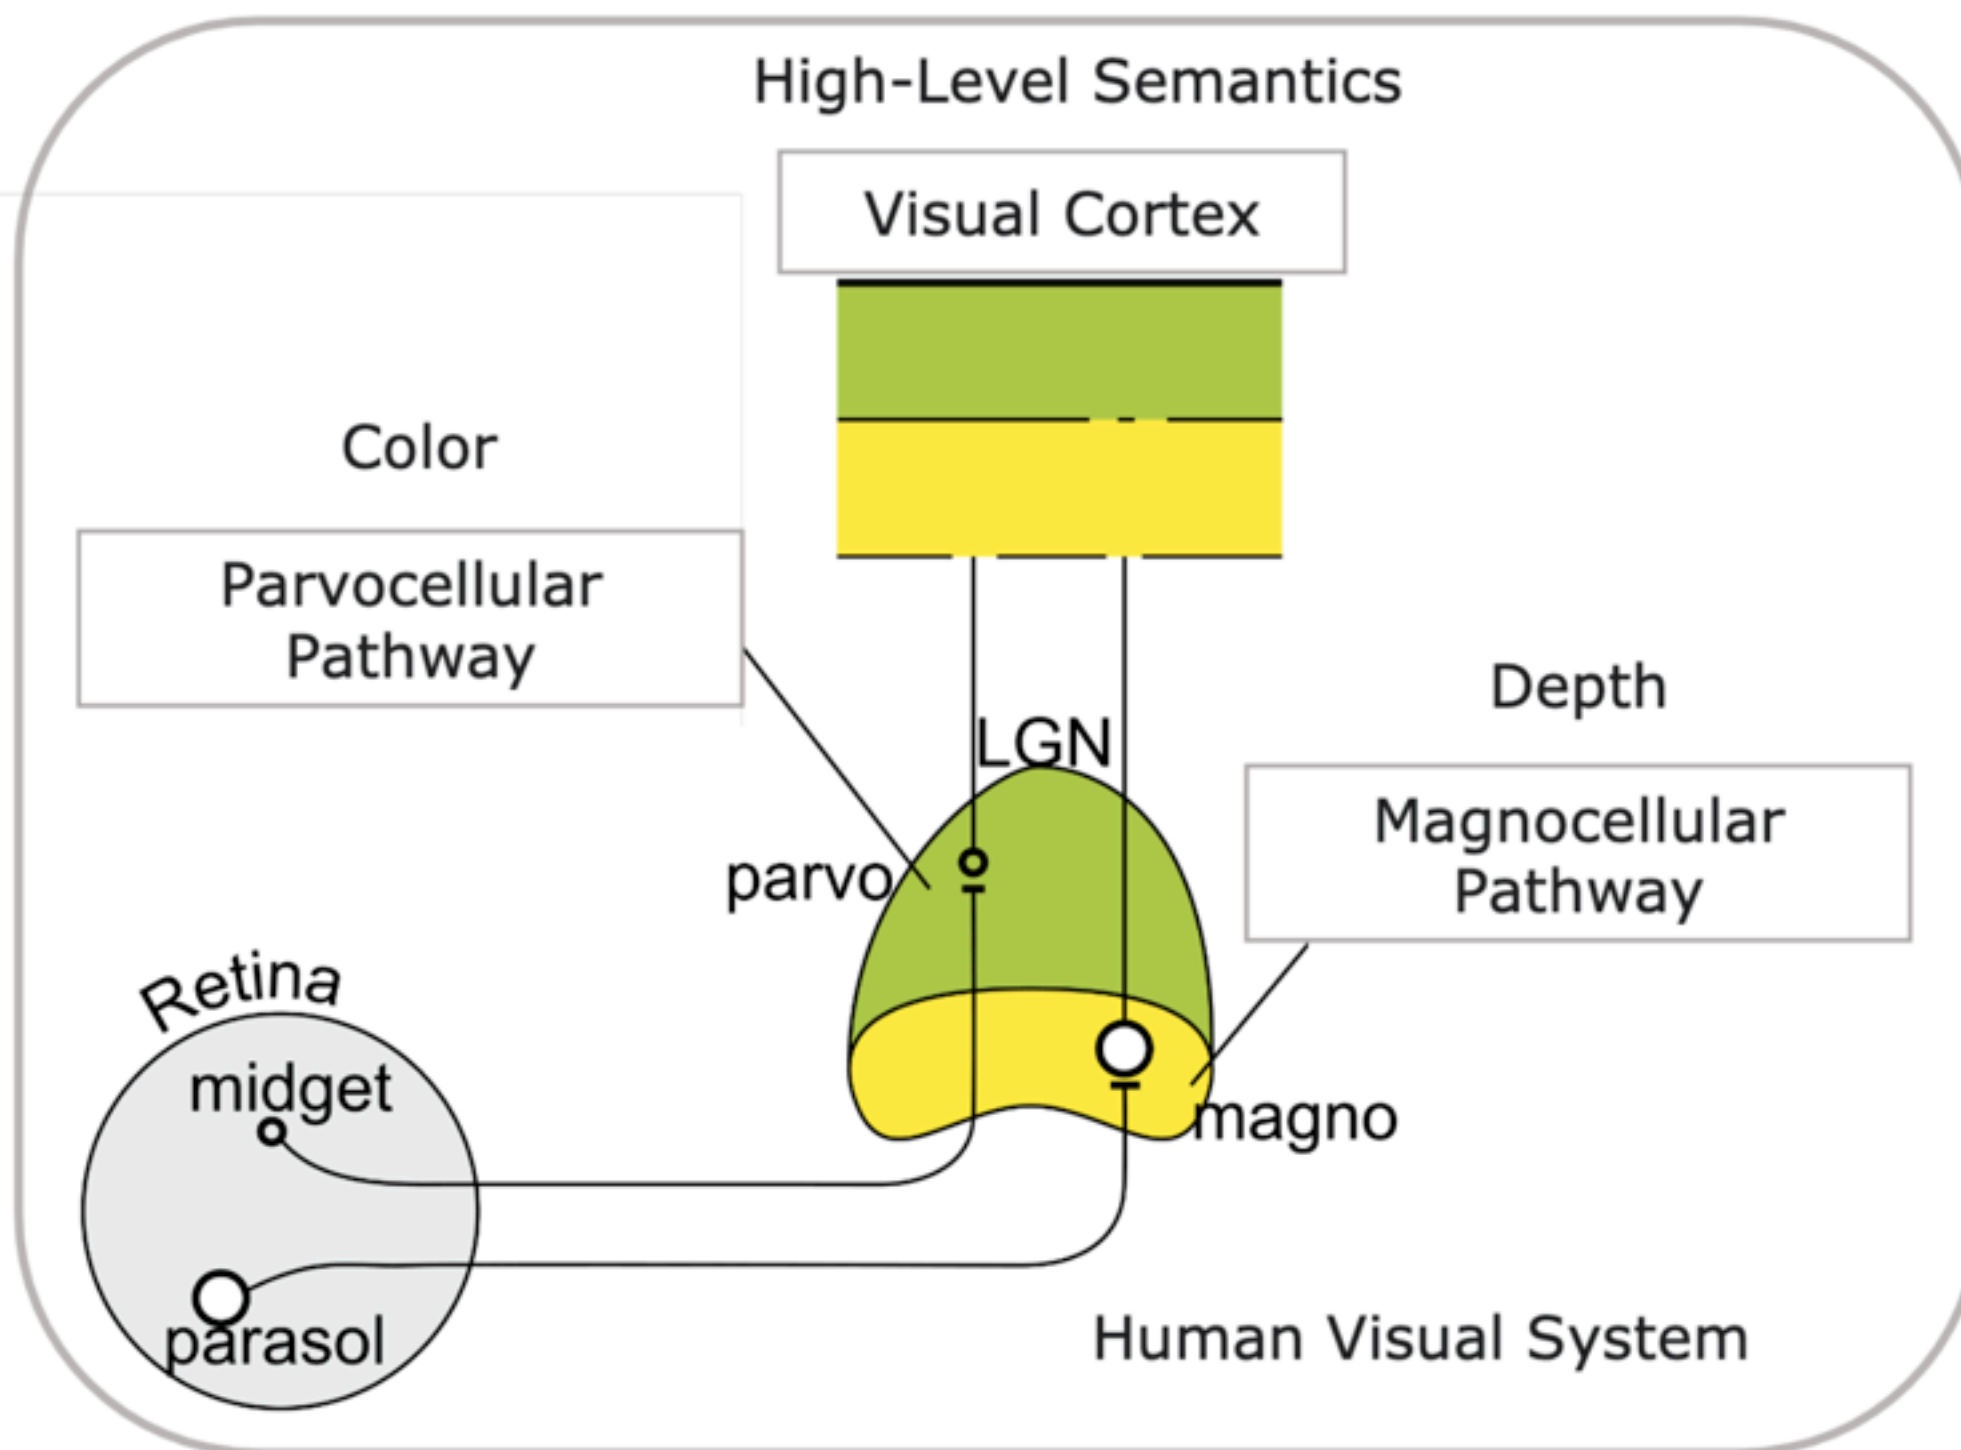 High-Level Semantics
Visual Cortex
Color
Parvocellular
Pathway
Depth
LGN
Magnocellular
Pathway
parvo
Retina
midget
magno
parasol
Human Visual System